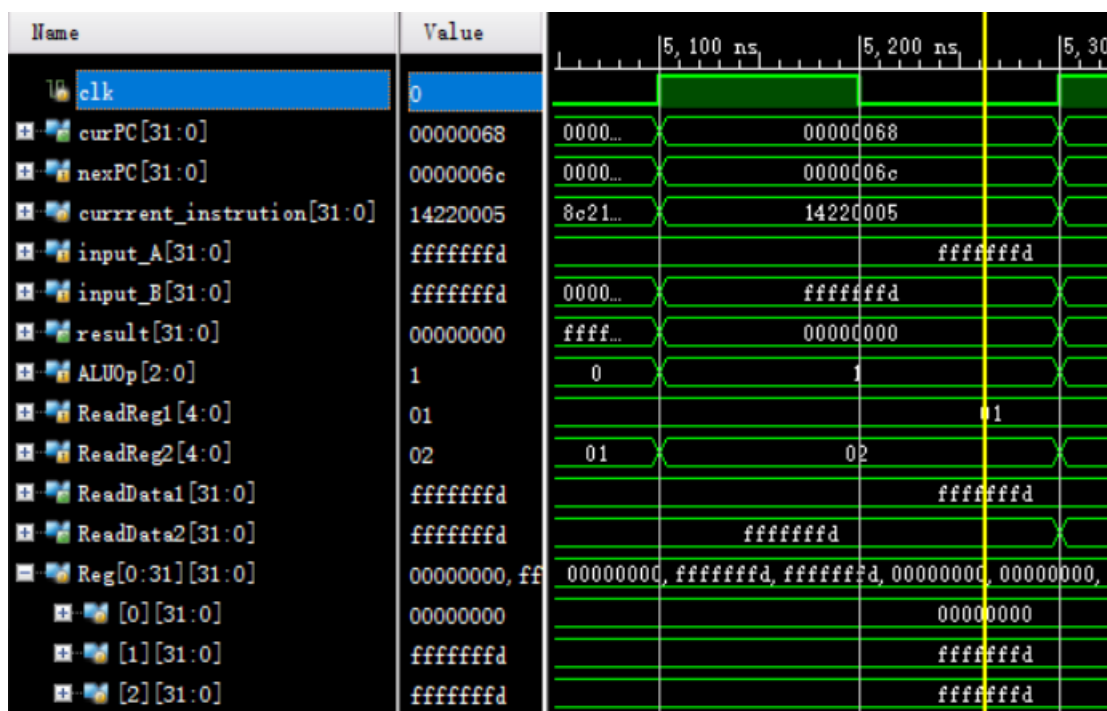 Name Value
5,100 ns 5,200 ns 5,30
clk 0
curPC[31:0] 00000068 0000... 00000068
nexPC[31:0] 0000006c 0000... 0000006c
currrent_instrution[31:0] 14220005 8c21... 14220005
input_A[31:0] fffffffd fffffffd
input_B[31:0] fffffffd 0000... fffffffd
result[31:0] 00000000 ffff... 00000000
ALUOp[2:0] 1 0 1
ReadReg1[4:0] 01 01
ReadReg2[4:0] 02 01 02
ReadData1[31:0] fffffffd fffffffd
ReadData2[31:0] fffffffd fffffffd
Reg[0:31][31:0] 00000000, ff 00000000, fffffffd, fffffffd, 00000000, 00000000,
[0][31:0] 00000000 00000000
[1][31:0] fffffffd fffffffd
[2][31:0] fffffffd fffffffd